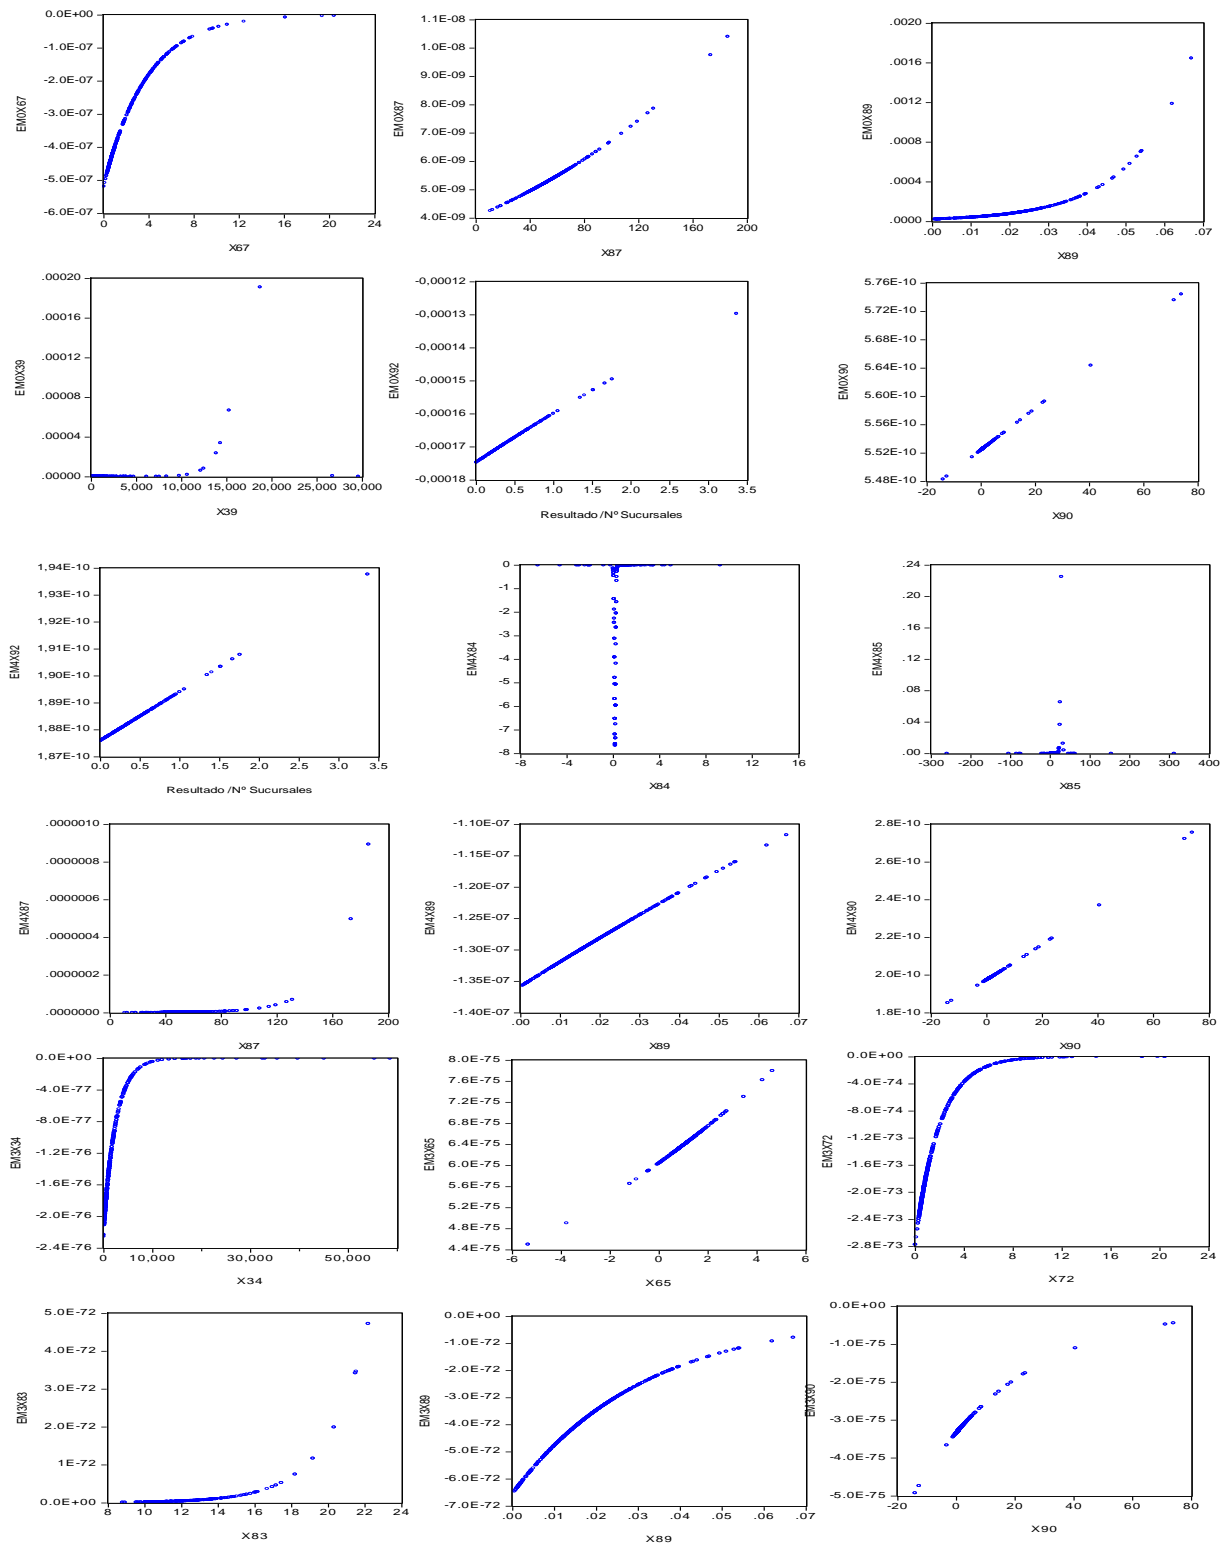 EM0X67
0.0E+00
-1.0E-07
-2.0E-07
-3.0E-07
-4.0E-07
-5.0E-07
-6.0E-07
0 4 8 12 16 20 24
X67
EM0X87
1.1E-08
1.0E-08
9.0E-09
8.0E-09
7.0E-09
6.0E-09
5.0E-09
4.0E-09
0 40 80 120 160 200
X87
EM0X89
.0020
.0016
.0012
.0008
.0004
.0000
.00 .01 .02 .03 .04 .05 .06 .07
X89
EM0X39
.00020
.00016
.00012
.00008
.00004
.00000
0 5,000 10,000 15,000 20,000 25,000 30,000
X39
EM0X92
-0,00012
-0,00013
-0,00014
-0,00015
-0,00016
-0,00017
-0,00018
0.0 0.5 1.0 1.5 2.0 2.5 3.0 3.5
Resultado /Nº Sucursales
EM0X90
5.76E-10
5.72E-10
5.68E-10
5.64E-10
5.60E-10
5.56E-10
5.52E-10
5.48E-10
-20 0 20 40 60 80
X90
EM4X92
1,94E-10
1,93E-10
1,92E-10
1,91E-10
1,90E-10
1,89E-10
1,88E-10
1,87E-10
0.0 0.5 1.0 1.5 2.0 2.5 3.0 3.5
Resultado /Nº Sucursales
EM4X84
0
-1
-2
-3
-4
-5
-6
-7
-8
-8 -4 0 4 8 12 16
X84
EM4X85
.24
.20
.16
.12
.08
.04
.00
-300 -200 -100 0 100 200 300 400
X85
EM4X87
.0000010
.0000008
.0000006
.0000004
.0000002
.0000000
0 40 80 120 160 200
X87
EM4X89
-1.10E-07
-1.15E-07
-1.20E-07
-1.25E-07
-1.30E-07
-1.35E-07
-1.40E-07
.00 .01 .02 .03 .04 .05 .06 .07
X89
EM4X90
2.8E-10
2.6E-10
2.4E-10
2.2E-10
2.0E-10
1.8E-10
-20 0 20 40 60 80
X90
EM3X34
0.0E+00
-4.0E-77
-8.0E-77
-1.2E-76
-1.6E-76
-2.0E-76
-2.4E-76
0 10,000 30,000 50,000
X34
EM3X65
8.0E-75
7.6E-75
7.2E-75
6.8E-75
6.4E-75
6.0E-75
5.6E-75
5.2E-75
4.8E-75
4.4E-75
-6 -4 -2 0 2 4 6
X65
EM3X72
0.0E+00
-4.0E-74
-8.0E-74
-1.2E-73
-1.6E-73
-2.0E-73
-2.4E-73
-2.8E-73
0 4 8 12 16 20 24
X72
EM3X83
5.0E-72
4.0E-72
3.0E-72
2.0E-72
1E-72
0.0E+00
8 10 12 14 16 18 20 22 24
X83
EM3X89
0.0E+00
-1.0E-72
-2.0E-72
-3.0E-72
-4.0E-72
-5.0E-72
-6.0E-72
-7.0E-72
.00 .01 .02 .03 .04 .05 .06 .07
X89
EM3X90
0.0E+00
-1.0E-75
-2.0E-75
-3.0E-75
-4.0E-75
-5.0E-75
-20 0 20 40 60 80
X90